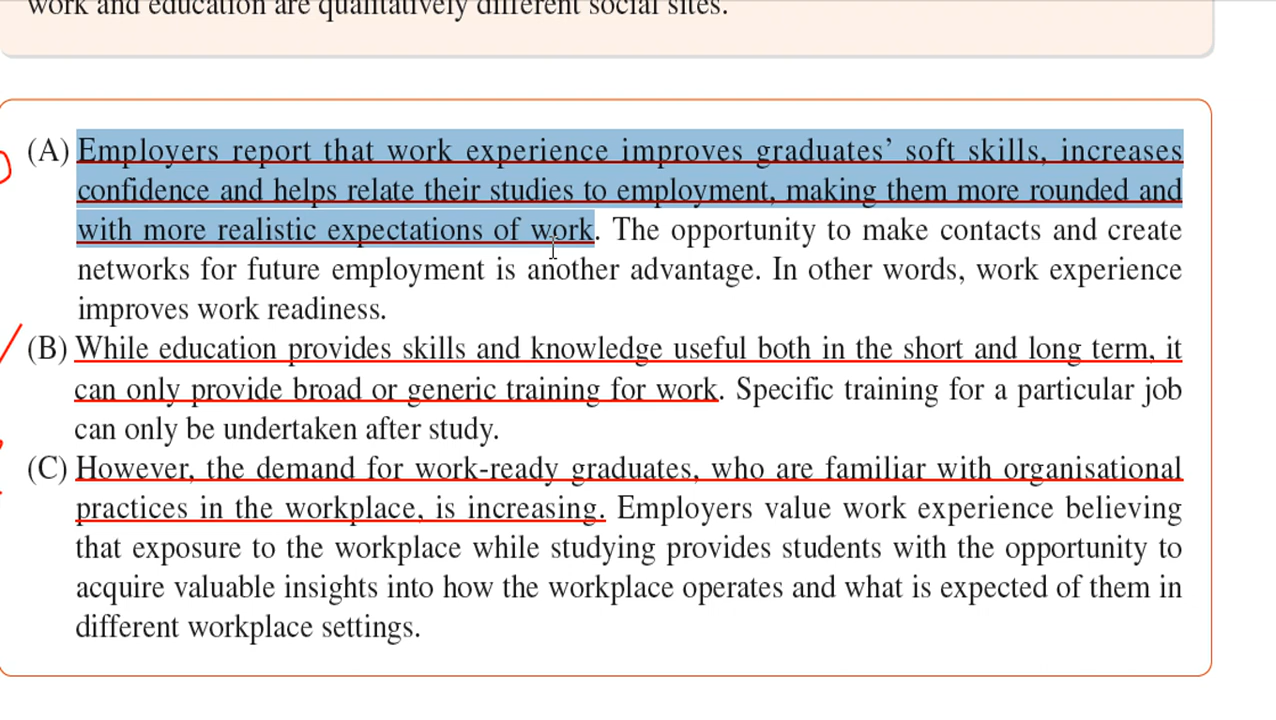 work and education are qualitatively different social sites.
(A) Employers report that work experience improves graduates’ soft skills, increases
confidence and helps relate their studies to employment, making them more rounded and
with more realistic expectations of work. The opportunity to make contacts and create
networks for future employment is another advantage. In other words, work experience
improves work readiness.
(B) While education provides skills and knowledge useful both in the short and long term, it
can only provide broad or generic training for work. Specific training for a particular job
can only be undertaken after study.
(C) However, the demand for work-ready graduates, who are familiar with organisational
practices in the workplace, is increasing. Employers value work experience believing
that exposure to the workplace while studying provides students with the opportunity to
acquire valuable insights into how the workplace operates and what is expected of them in
different workplace settings.